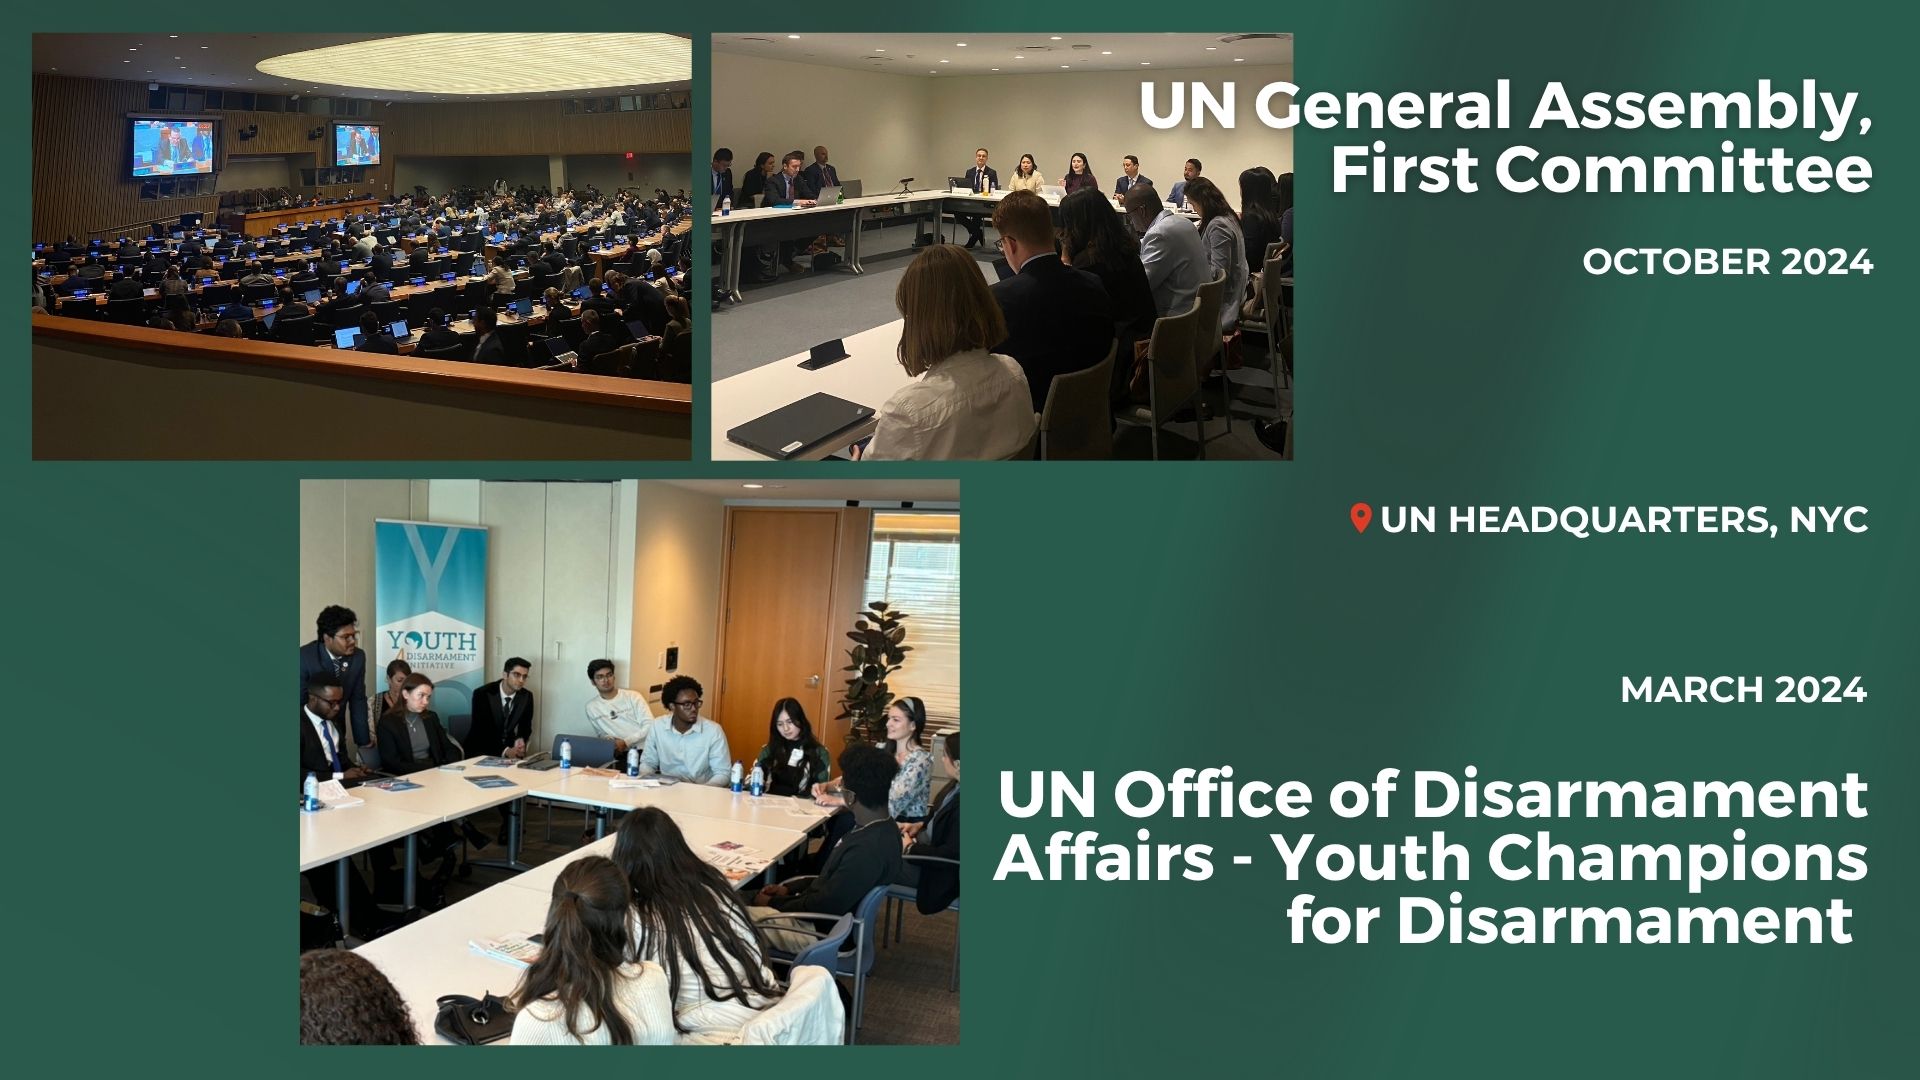 UN General Assembly,
First Committee
OCTOBER 2024
UN HEADQUARTERS, NYC
YOUTH
4 DISARMAMENT
INITIATIVE
MARCH 2024
UN Office of Disarmament
Affairs - Youth Champions
for Disarmament